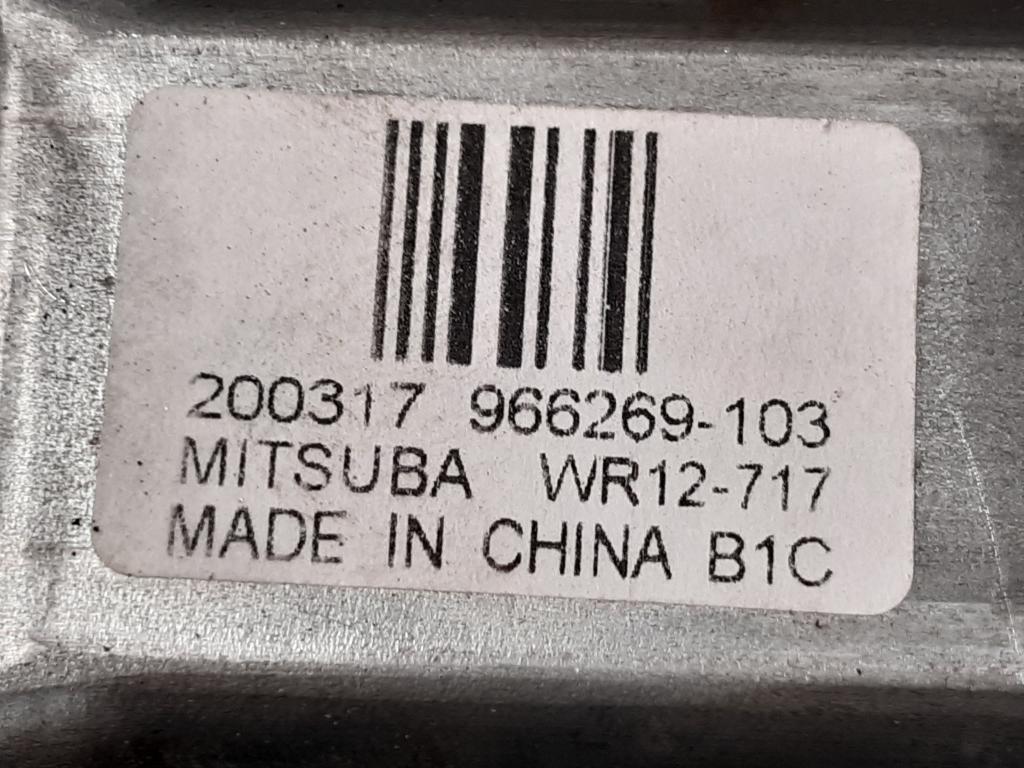 200317 966269-103
MITSUBA WR12-717
MADE IN CHINA B1C